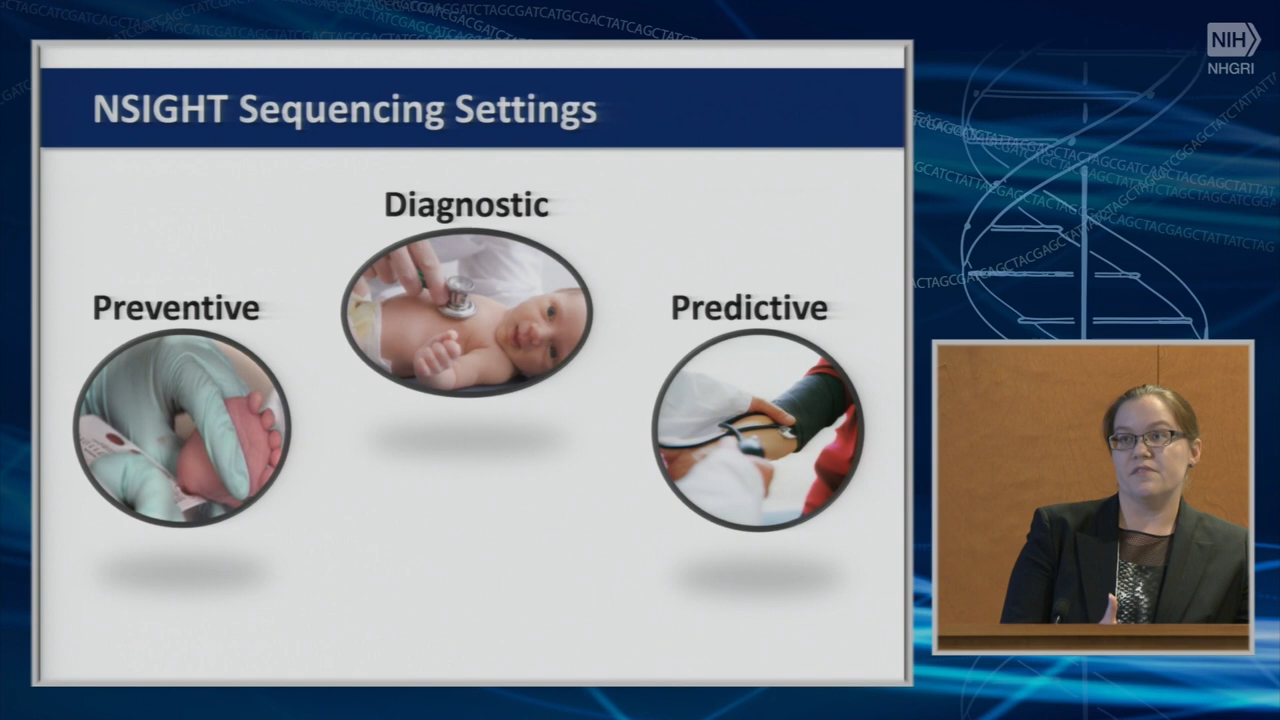 NIH
NHGRI
NSIGHT Sequencing Settings
Diagnostic
Preventive
Predictive